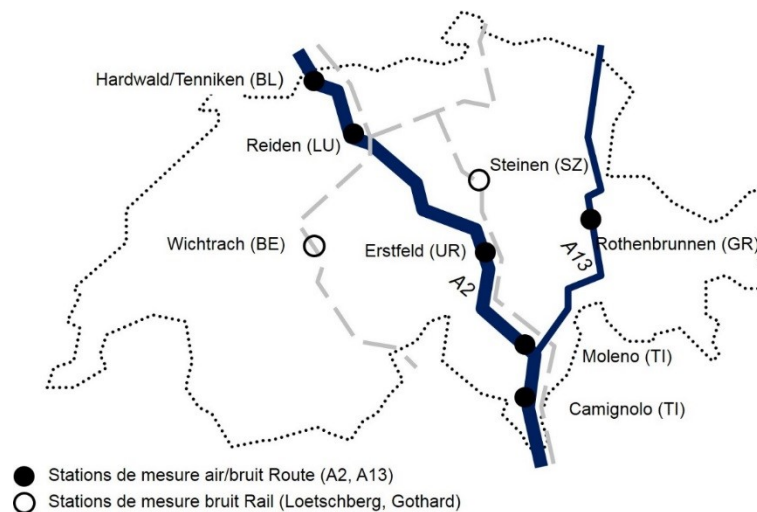 Hardwald/Tenniken (BL)
Reiden (LU)
Steinen (SZ)
Wichtrach (BE)
Erstfeld (UR)
A13
Rothenbrunnen (GR)
A2
Moleno (TI)
Camignolo (TI)
Stations de mesure air/bruit Route (A2, A13)
Stations de mesure bruit Rail (Loetschberg, Gothard)